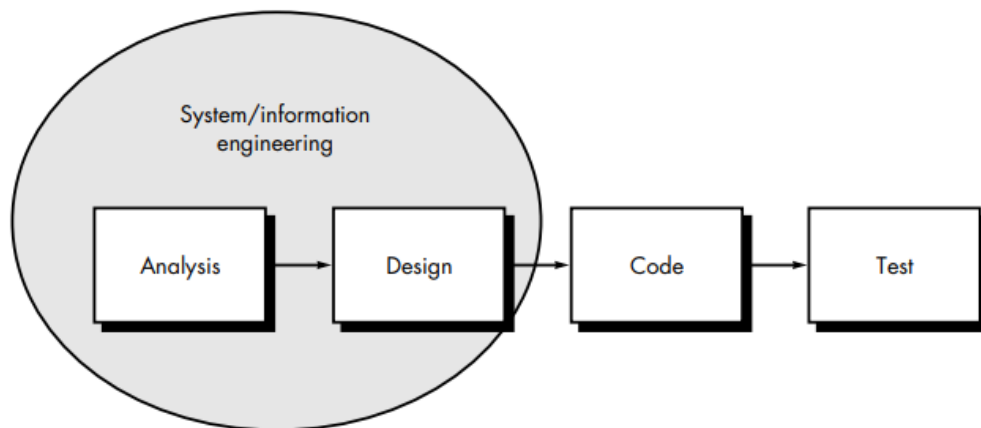 System/information
engineering
Analysis
Design
Code
Test